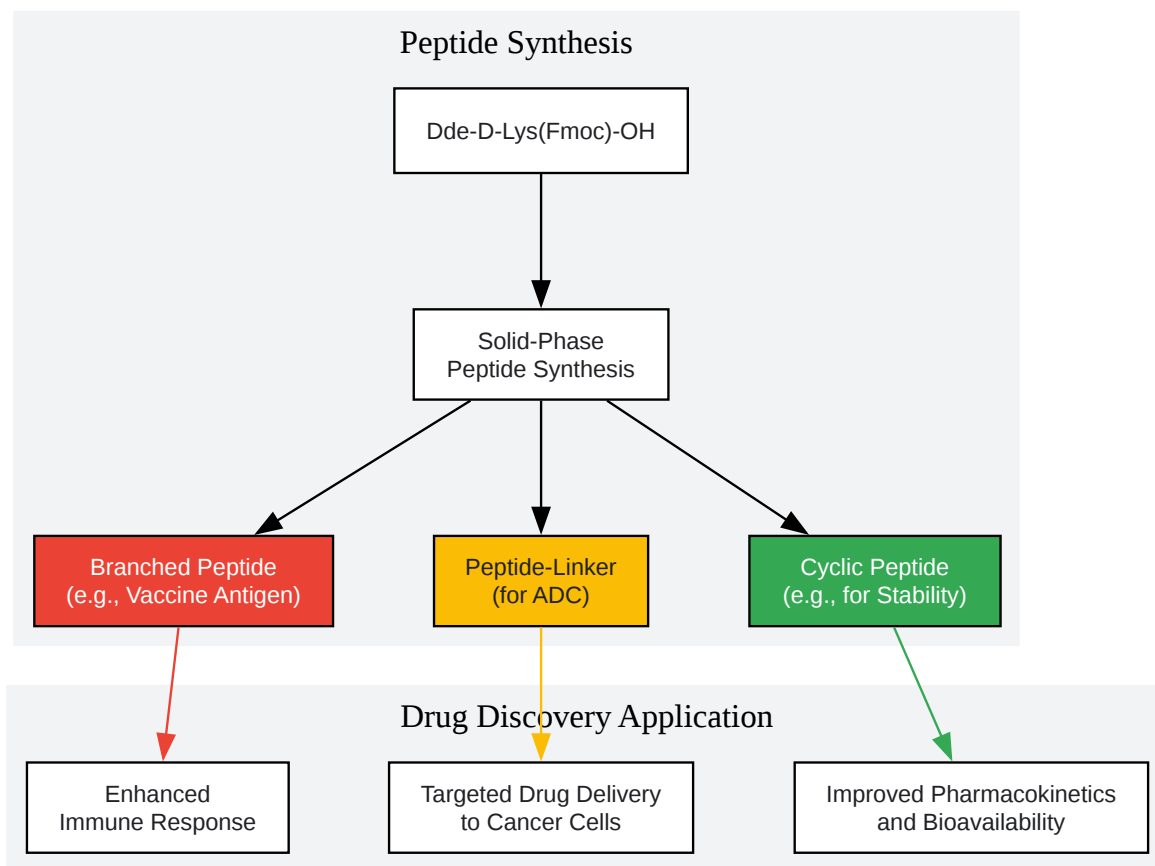 Peptide Synthesis
Dde-D-Lys(Fmoc)-OH
Solid-Phase
Peptide Synthesis
Branched Peptide
(e.g., Vaccine Antigen)
Peptide-Linker
(for ADC)
Cyclic Peptide
(e.g., for Stability)
Drug Discovery Application
Enhanced
Immune Response
Targeted Drug Delivery
to Cancer Cells
Improved Pharmacokinetics
and Bioavailability